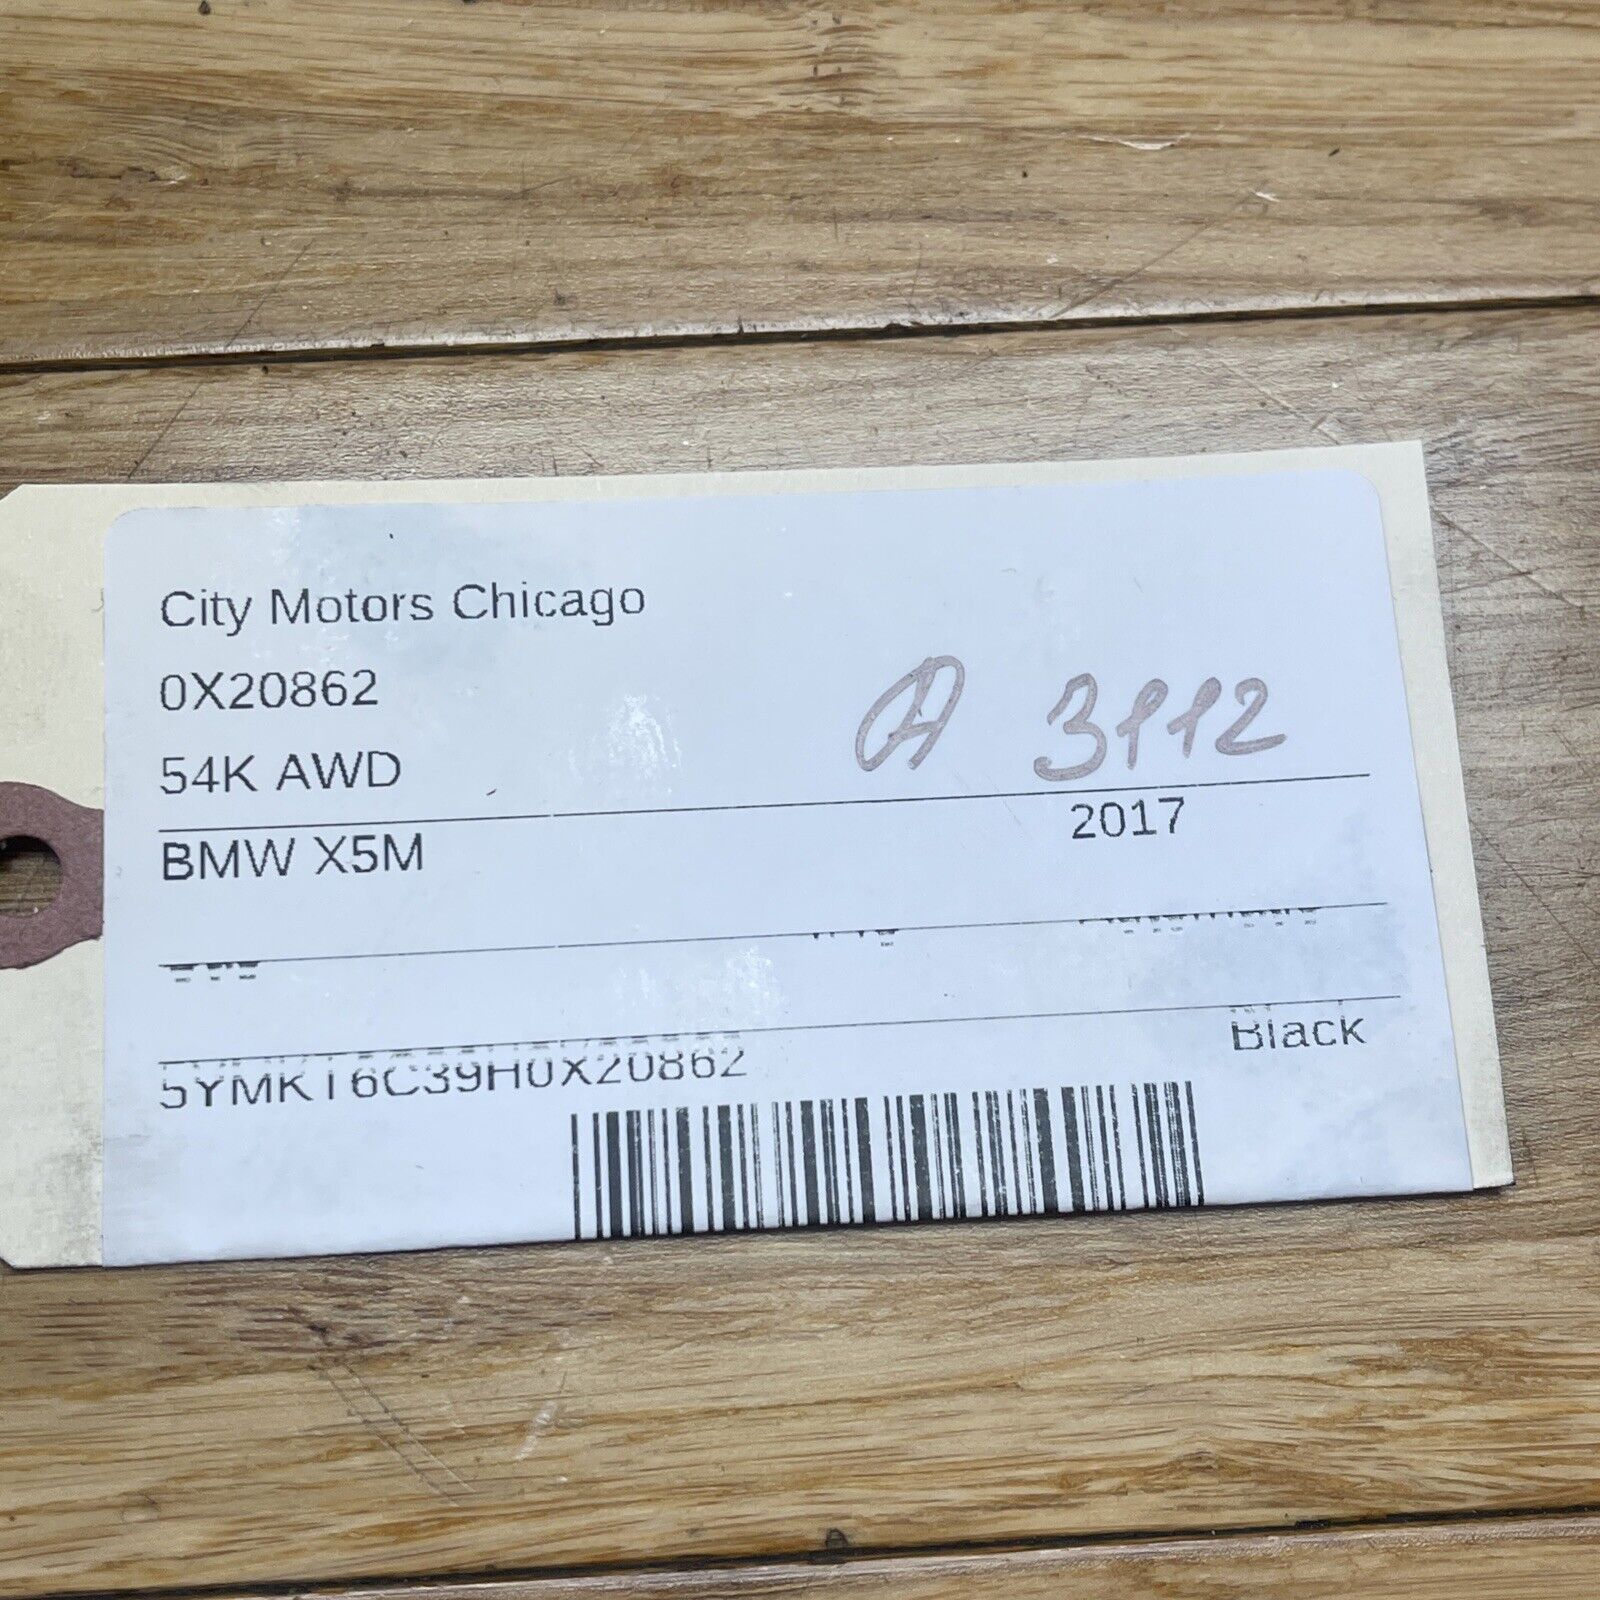 City Motors Chicago
0X20862
54K AWD
A 3112
BMW X5M 2017
Black
5YMKT6C39H0X20862